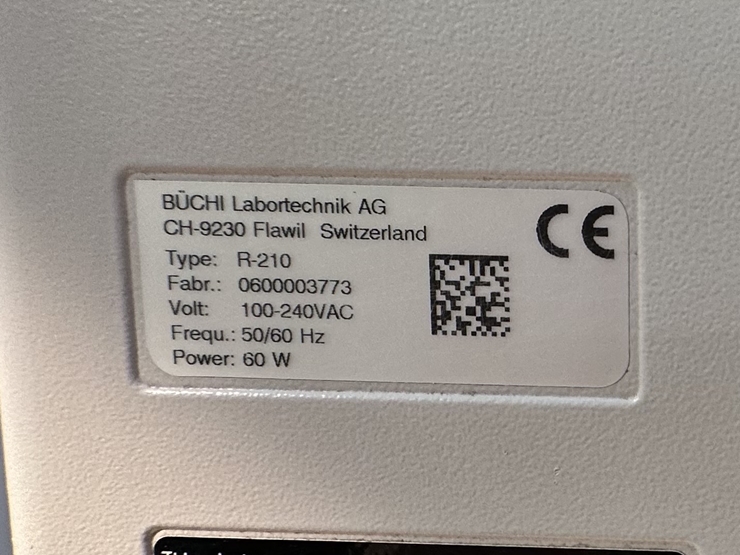 BÜCHI Labortechnik AG
CH-9230 Flawil Switzerland
CE
Type: R-210
Fabr.: 0600003773
Volt: 100-240VAC
Frequ.: 50/60 Hz
Power: 60 W